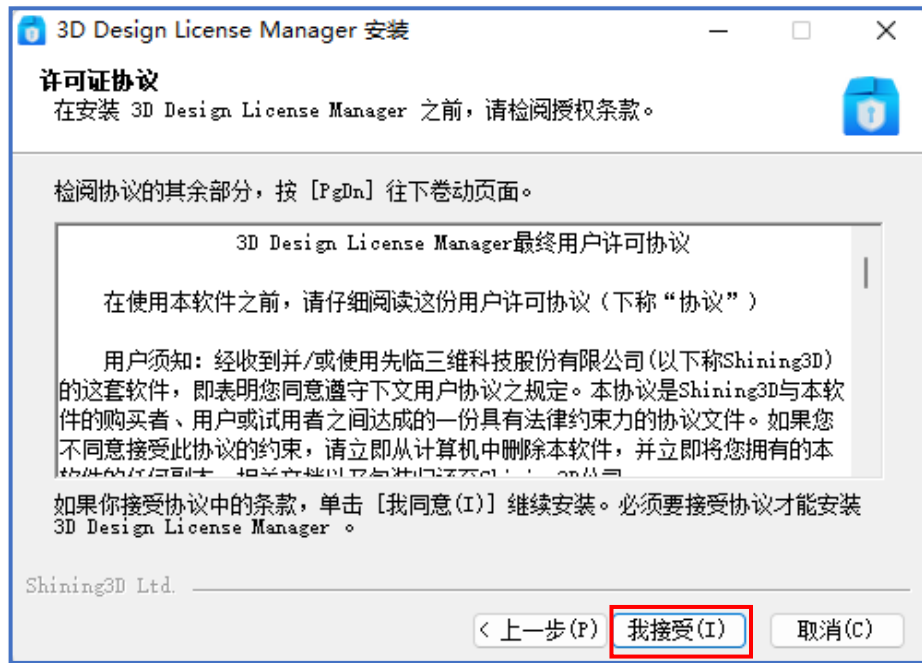 3D Design License Manager 安装
许可证协议
在安装 3D Design License Manager 之前，请检阅授权条款。
检阅协议的其余部分，按 [PgDn] 往下卷动页面。
3D Design License Manager最终用户许可协议
在使用本软件之前，请仔细阅读这份用户许可协议（下称“协议”）
用户须知：经收到并/或使用先临三维科技股份有限公司(以下称Shining3D)
的这套软件，即表明您同意遵守下文用户协议之规定。本协议是Shining3D与本软
件的购买者、用户或试用者之间达成的一份具有法律约束力的协议文件。如果您
不同意接受此协议的约束，请立即从计算机中删除本软件，并立即将您拥有的本
如果你接受协议中的条款，单击 [我同意(I)] 继续安装。必须要接受协议才能安装
3D Design License Manager 。
Shining3D Ltd.
< 上一步(P)
我接受(I)
取消(C)